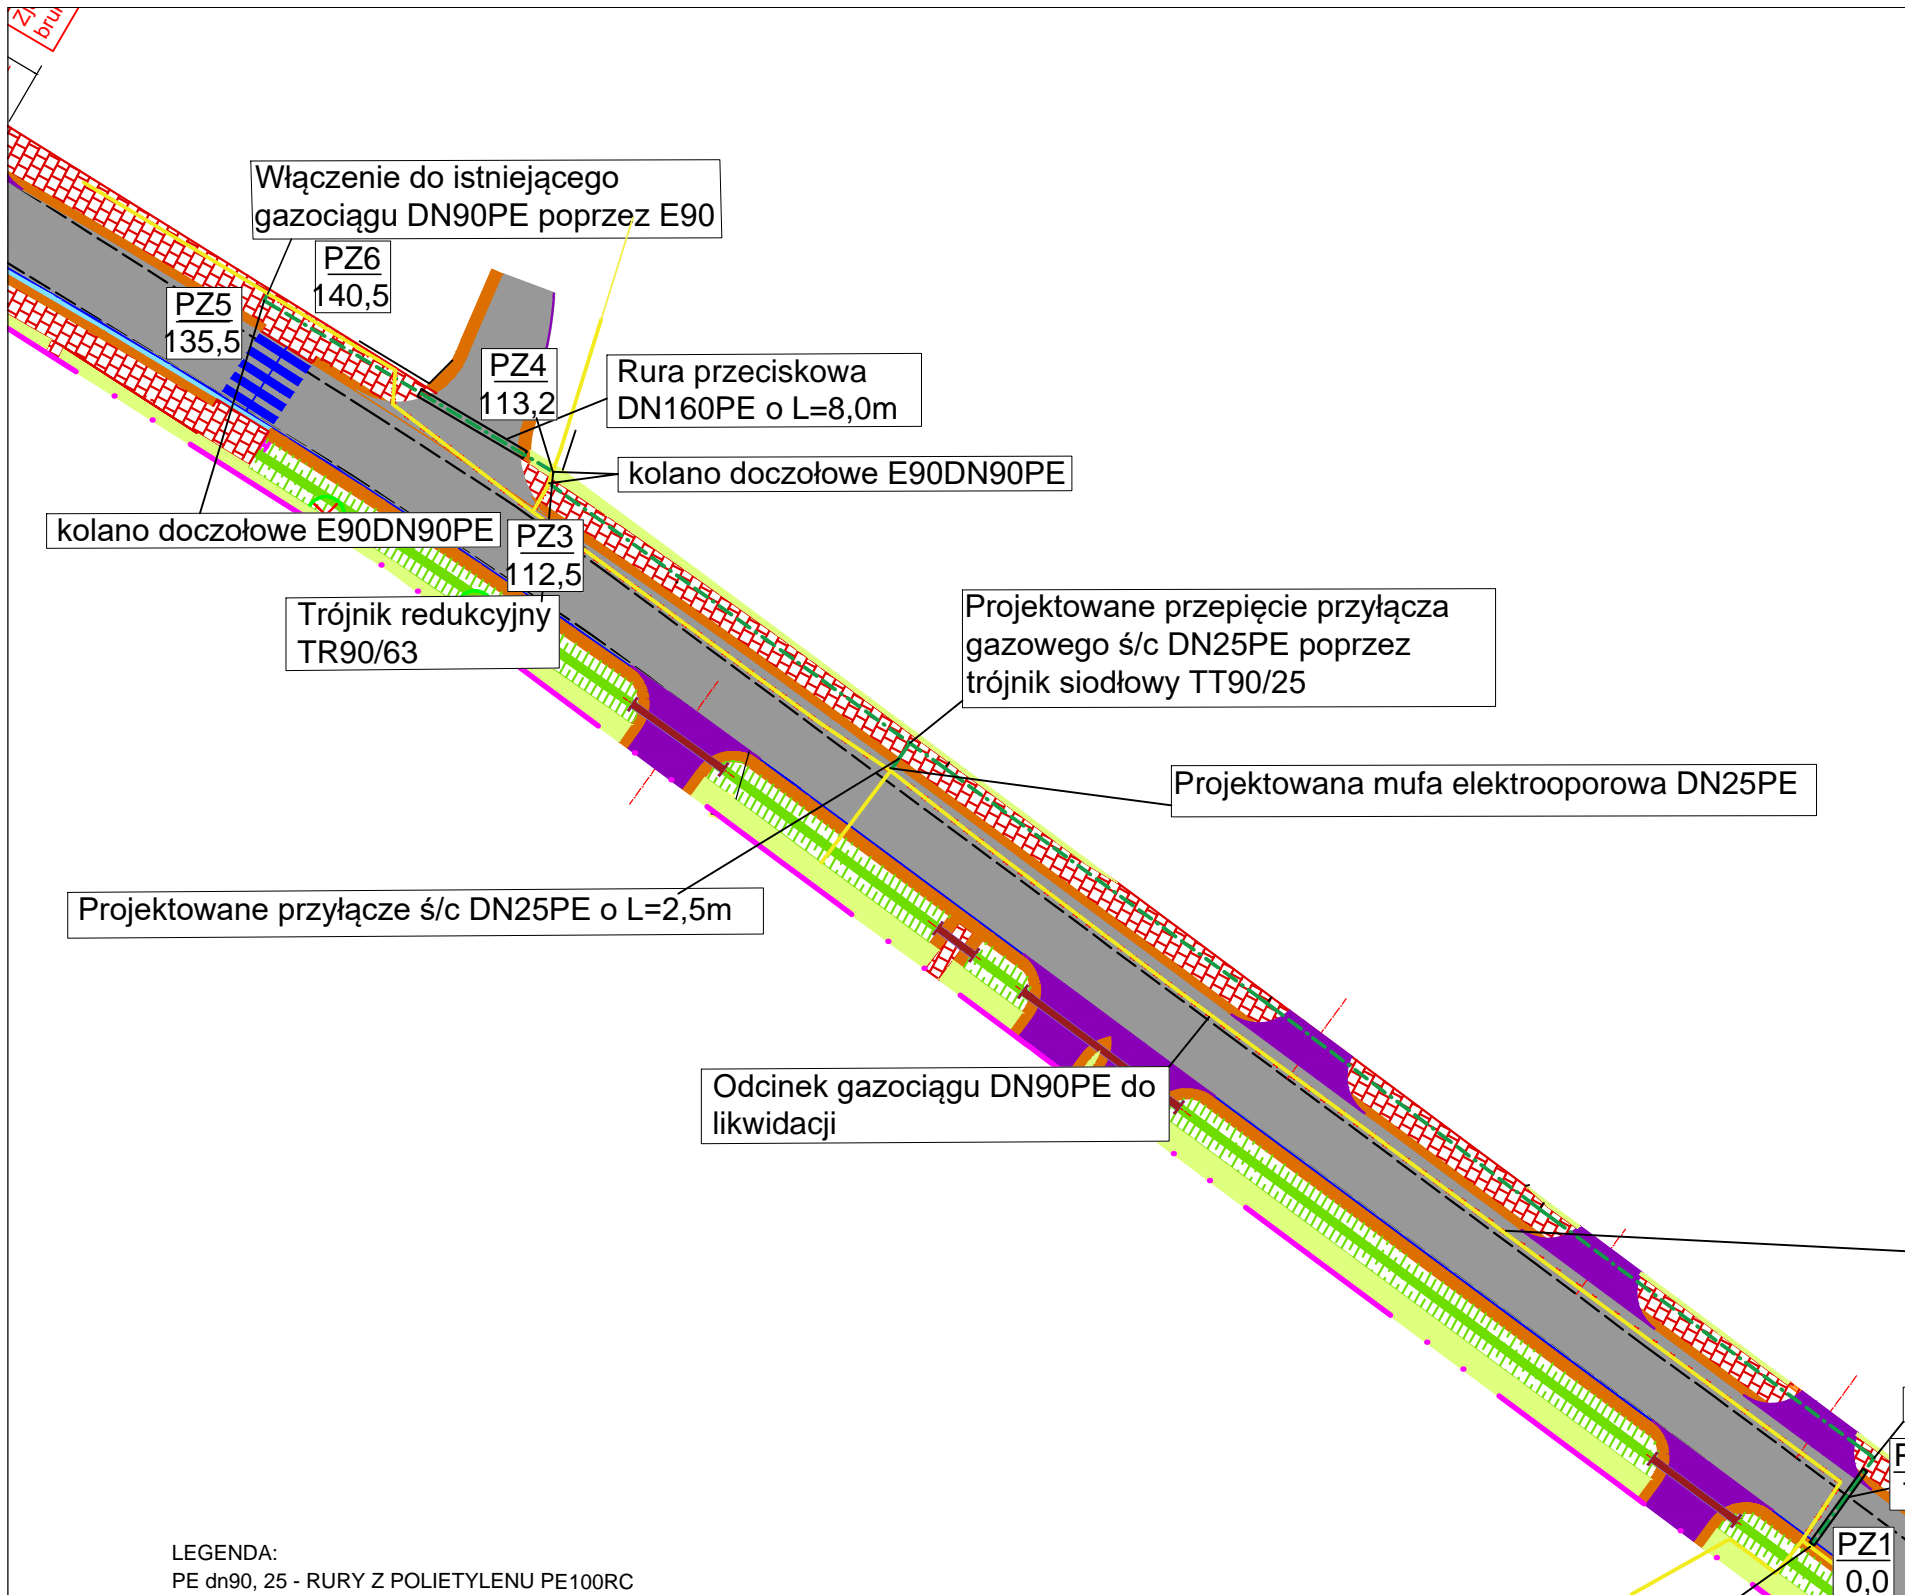 Włączenie do istniejącego
gazociągu DN90PE poprzez E90
PZ6
140,5
PZ5
135,5
PZ4
113,2
Rura przeciskowa
DN160PE o L=8,0m
kolano doczołowe E90DN90PE
kolano doczołowe E90DN90PE
PZ3
112,5
Trójnik redukcyjny
TR90/63
Projektowane przepięcie przyłącza
gazowego ś/c DN25PE poprzez
trójnik siodłowy TT90/25
Projektowana mufa elektrooporowa DN25PE
Projektowane przyłącze ś/c DN25PE o L=2,5m
Odcinek gazociągu DN90PE do
likwidacji
PZ1
0,0
LEGENDA:
PE dn90, 25 - RURY Z POLIETYLENU PE100RC